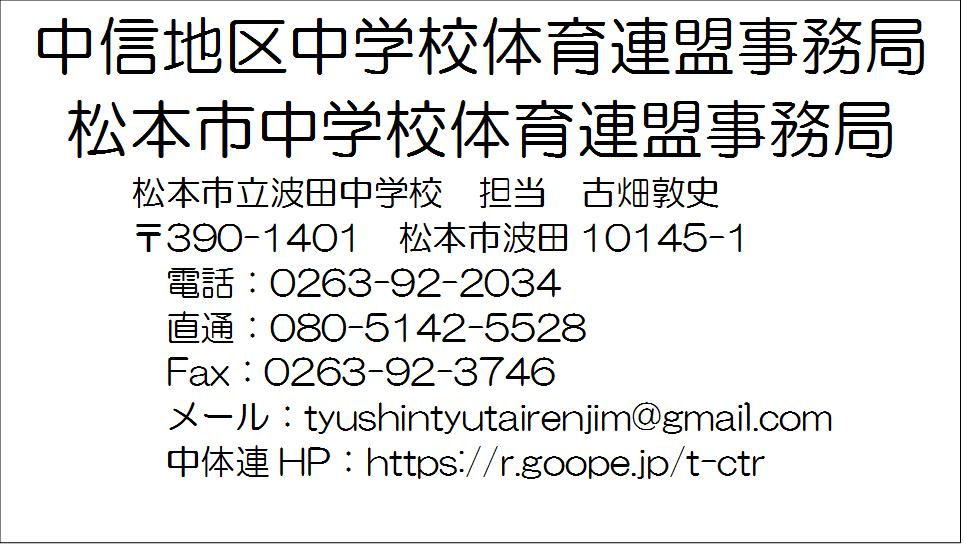 中信地区中学校体育連盟事務局
松本市中学校体育連盟事務局
松本市立波田中学校　担当　古畑敦史
〒390-1401　松本市波田 10145-1
電話：0263-92-2034
直通：080-5142-5528
Fax：0263-92-3746
メール：tyushintyutairenjim@gmail.com
中体連 HP：https://r.goope.jp/t-ctr